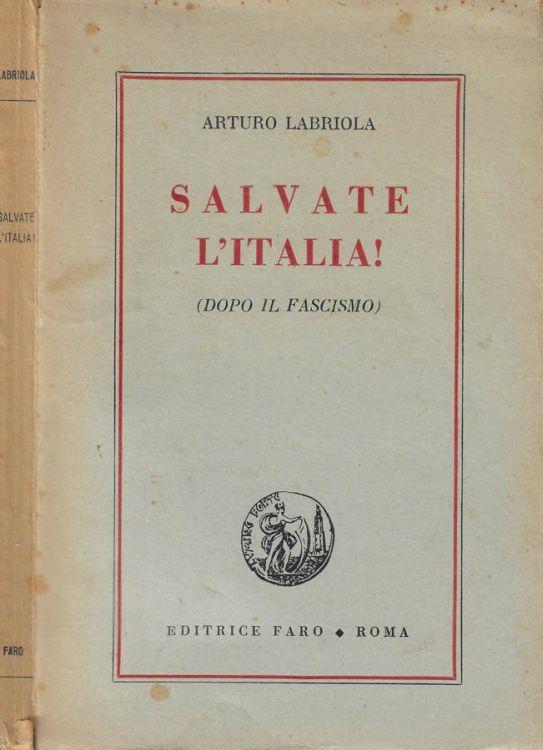 LABRIOLA
SALVATE
L'ITALIA!
FARO
ARTURO LABRIOLA
SALVATE
L'ITALIA!
(DOPO IL FASCISMO)
EDITRICE FARO ◆ ROMA